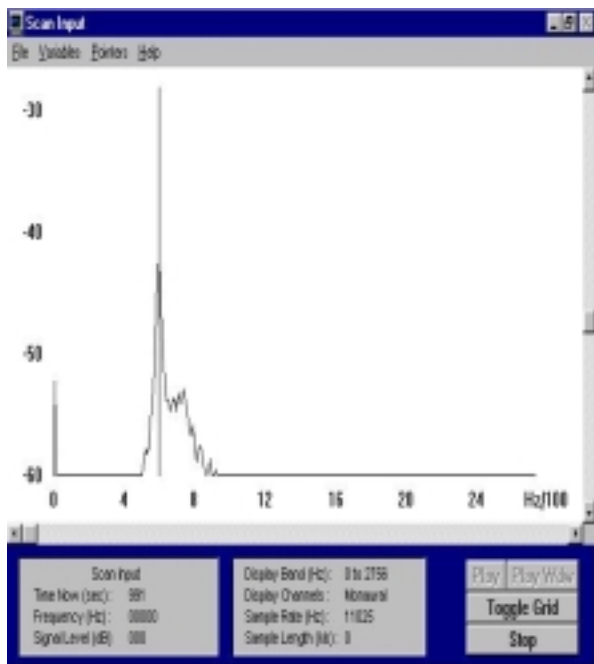 Scan Input
File Variables Pointers Help
-30
-40
-50
-60
0 4 8 12 16 20 24 Hz/100
Scan Input
Time Now (sec): 991
Frequency (Hz): 00000
Signal Level (dB) 000
Display Band (Hz): 0 to 2756
Display Channels: Monaural
Sample Rate (Hz): 11025
Sample Length (kk): 0
Play Play Wdw
Toggle Grid
Stop